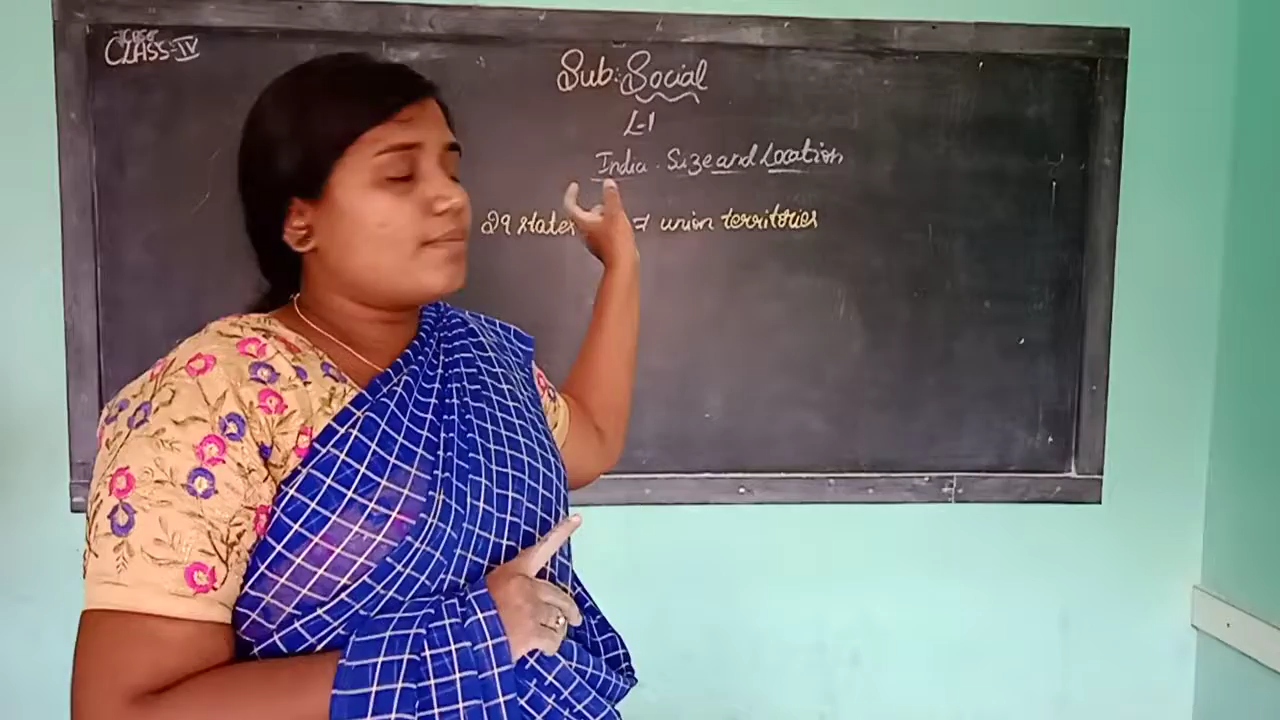 CLASS-IV
Sub: Social
L-1
India. Size and Location
29 states 7 union territories